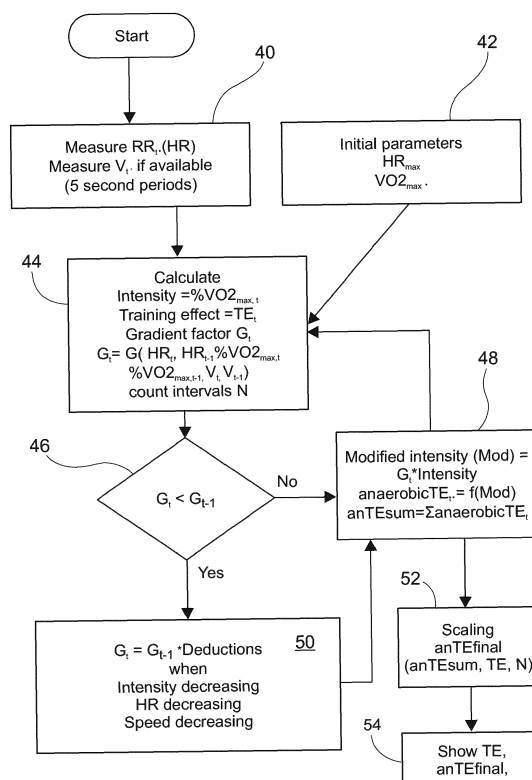 Start
40
42
Measure RRt.(HR)
Measure Vt. if available
(5 second periods)
Initial parameters
HRmax
VO2max .
44
Calculate
Intensity =%VO2max, t
Training effect =TEt
Gradient factor Gt
Gt= G( HRt, HRt-1%VO2max,t
%VO2max,t-1, Vt, Vt-1)
count intervals N
46
48
Gt < Gt-1
No
Modified intensity (Mod) =
Gt*Intensity
anaerobicTEt.= f(Mod)
anTEsum=ΣanaerobicTEt
Yes
50
Gt = Gt-1 *Deductions
when
Intensity decreasing
HR decreasing
Speed decreasing
52
Scaling
anTEfinal
(anTEsum, TE, N)
54
Show TE,
anTEfinal,